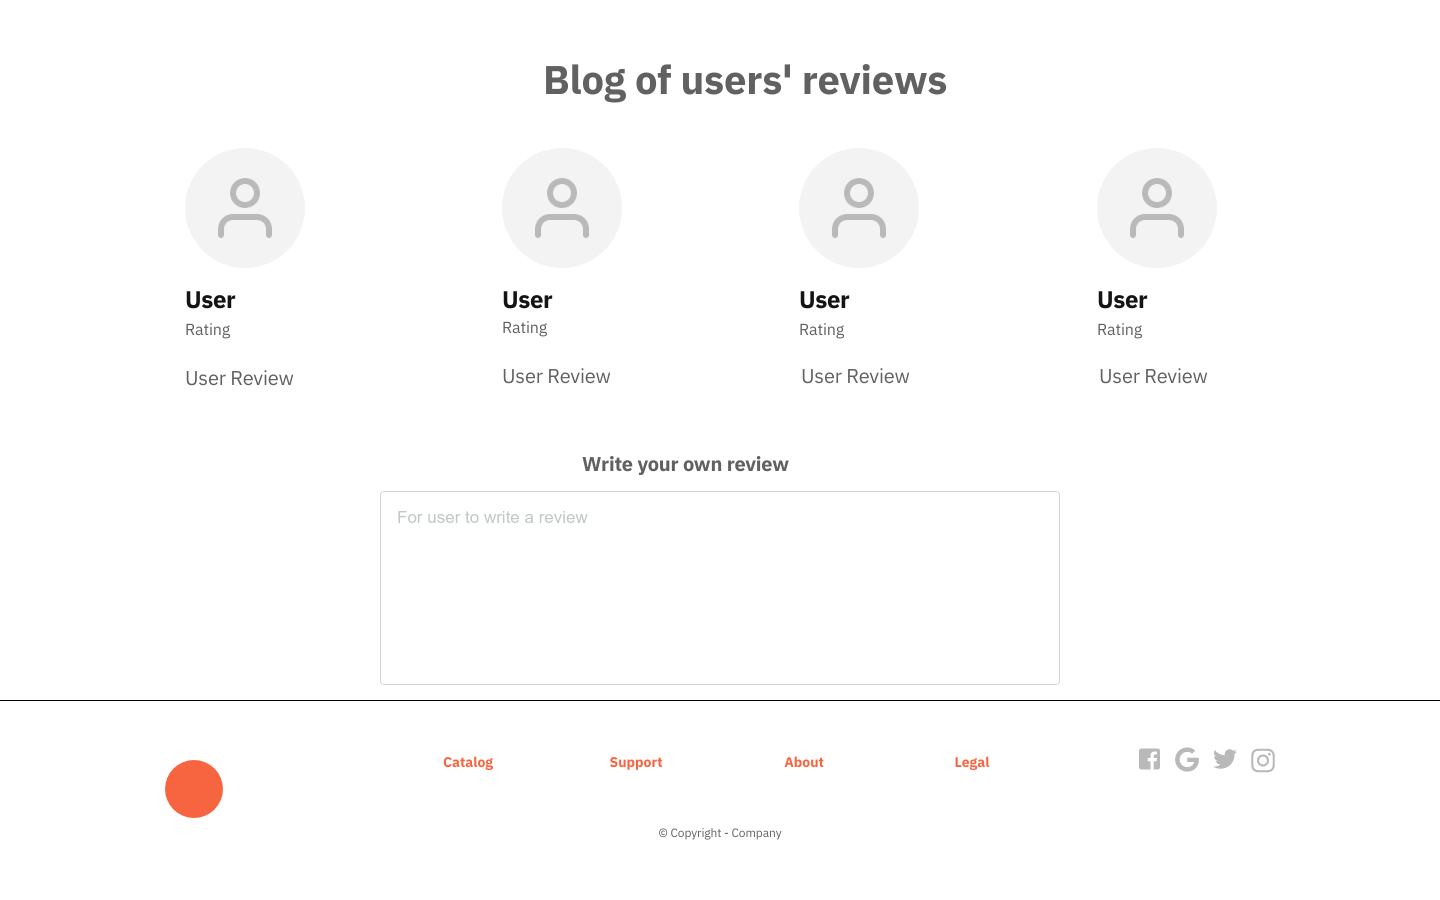 Blog of users' reviews
User
Rating
User Review
User
Rating
User Review
User
Rating
User Review
User
Rating
User Review
Write your own review
For user to write a review
Catalog
Support
About
Legal
© Copyright - Company